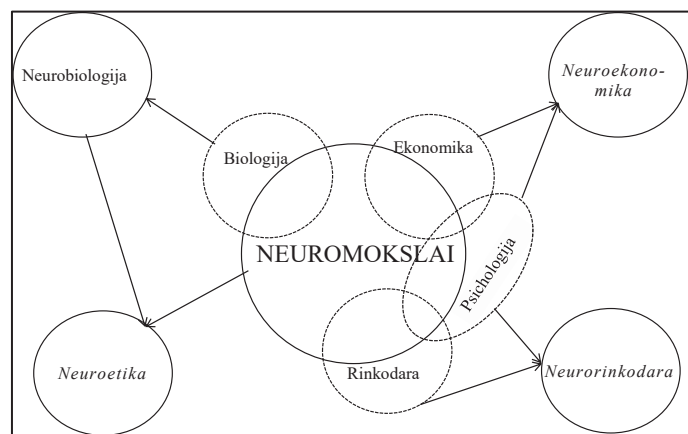 Neurobiologija
Neuroekono-
mika
Biologija
Ekonomika
NEUROMOKSLAI
Psichologija
Neuroetika
Rinkodara
Neurorinkodara